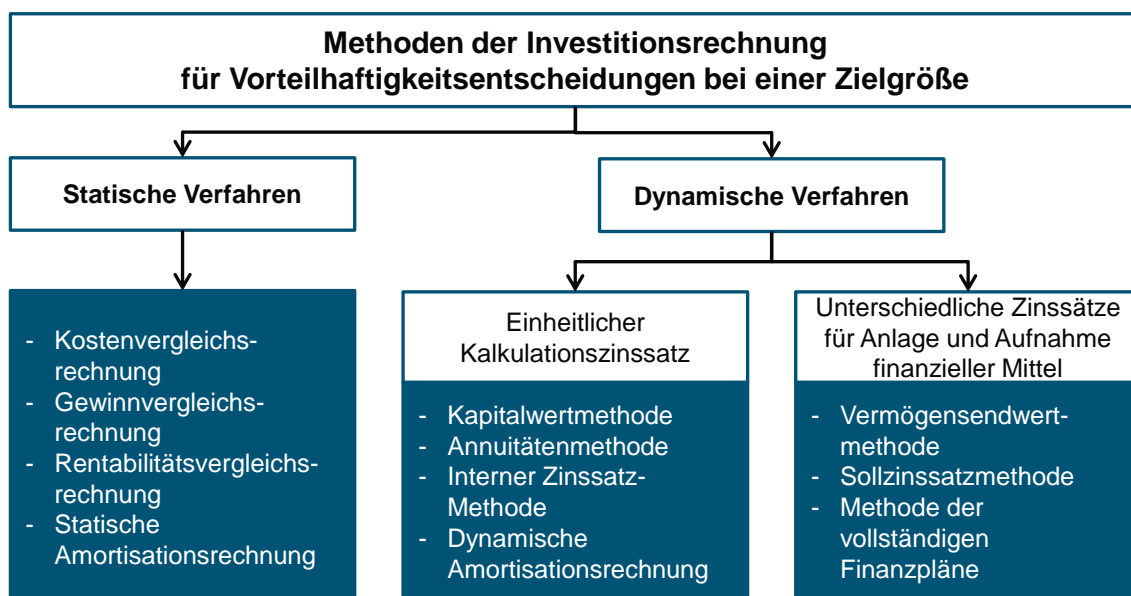 Methoden der Investitionsrechnung
für Vorteilhaftigkeitsentscheidungen bei einer Zielgröße
Statische Verfahren
Dynamische Verfahren
- Kostenvergleichs-
rechnung
- Gewinnvergleichs-
rechnung
- Rentabilitätsvergleichs-
rechnung
- Statische
Amortisationsrechnung
Einheitlicher
Kalkulationszinssatz
- Kapitalwertmethode
- Annuitätenmethode
- Interner Zinssatz-
Methode
- Dynamische
Amortisationsrechnung
Unterschiedliche Zinssätze
für Anlage und Aufnahme
finanzieller Mittel
- Vermögensendwert-
methode
- Sollzinssatzmethode
- Methode der
vollständigen
Finanzpläne